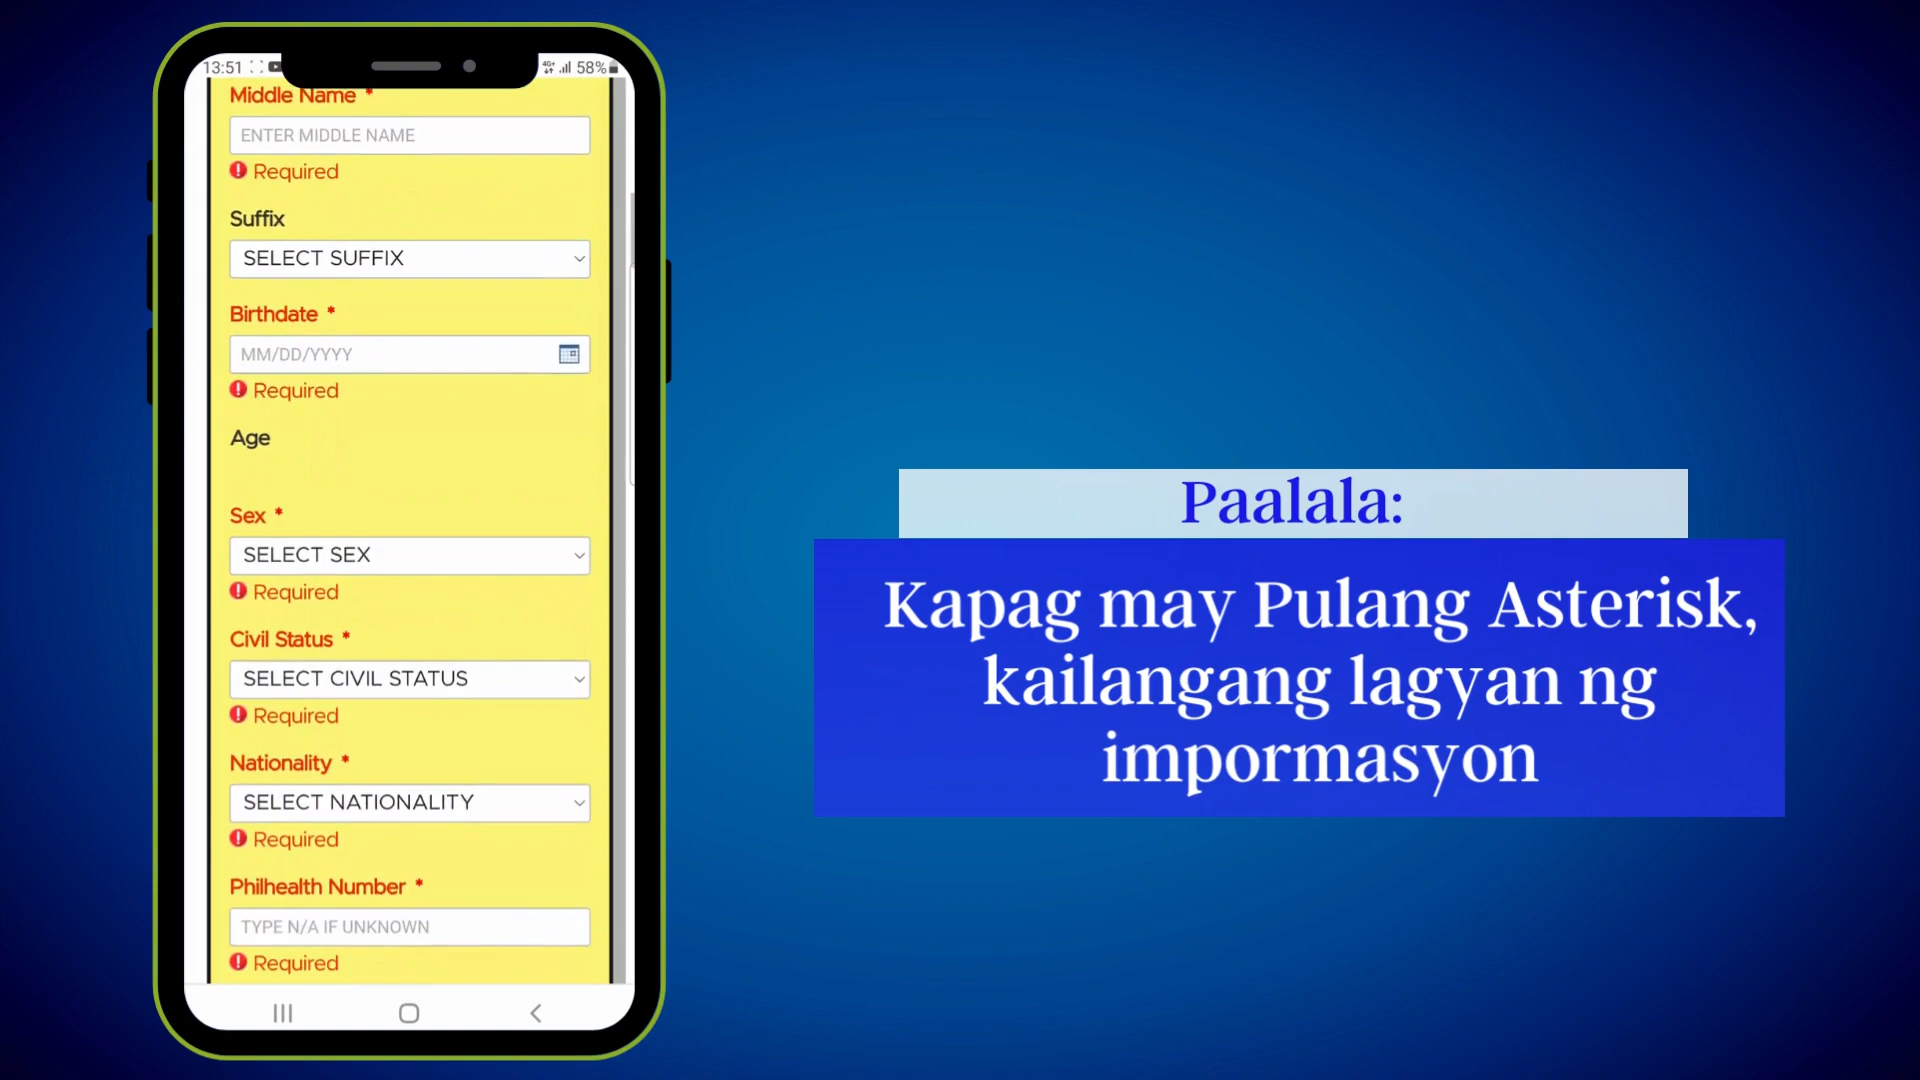 13:51
4G+ 58%
Middle Name *
ENTER MIDDLE NAME
Required
Suffix
SELECT SUFFIX
Birthdate *
MM/DD/YYYY
Required
Age
Sex *
SELECT SEX
Required
Civil Status *
SELECT CIVIL STATUS
Required
Nationality *
SELECT NATIONALITY
Required
Philhealth Number *
TYPE N/A IF UNKNOWN
Required
Paalala:
Kapag may Pulang Asterisk,
kailangang lagyan ng
impormasyon